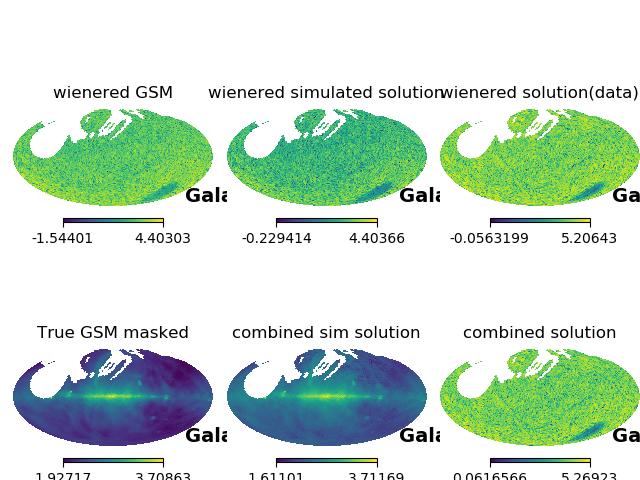 wienered GSM
wienered simulated solution
wienered solution(data)
Gala
Gala
Ga
-1.54401 4.40303
-0.229414 4.40366
-0.0563199 5.20643
True GSM masked
combined sim solution
combined solution
Gala
Gala
Ga
1.92717 3.70863
1.61101 3.71169
0.0616566 5.26923